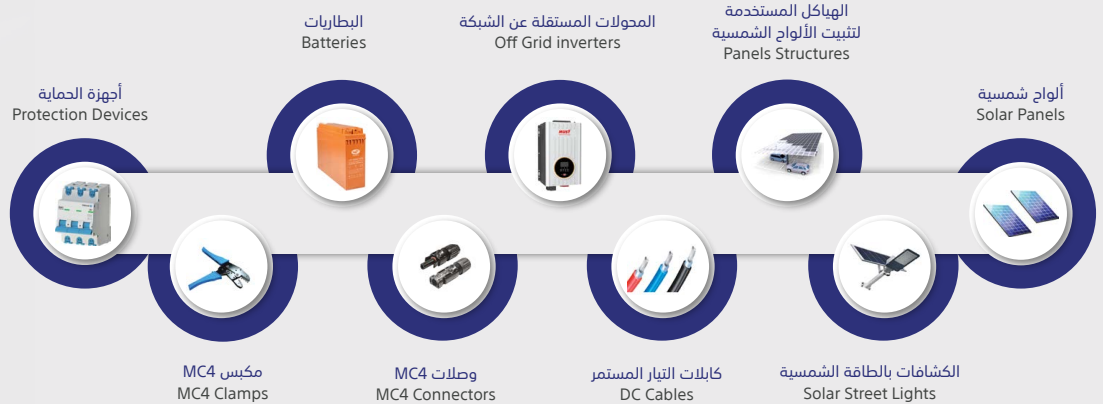 البطاريات
Batteries
المحولات المستقلة عن الشبكة
Off Grid inverters
الهياكل المستخدمة
لتثبيت الألواح الشمسية
Panels Structures
أجهزة الحماية
Protection Devices
ألواح شمسية
Solar Panels
مكبس MC4
MC4 Clamps
وصلات MC4
MC4 Connectors
كابلات التيار المستمر
DC Cables
الكشافات بالطاقة الشمسية
Solar Street Lights